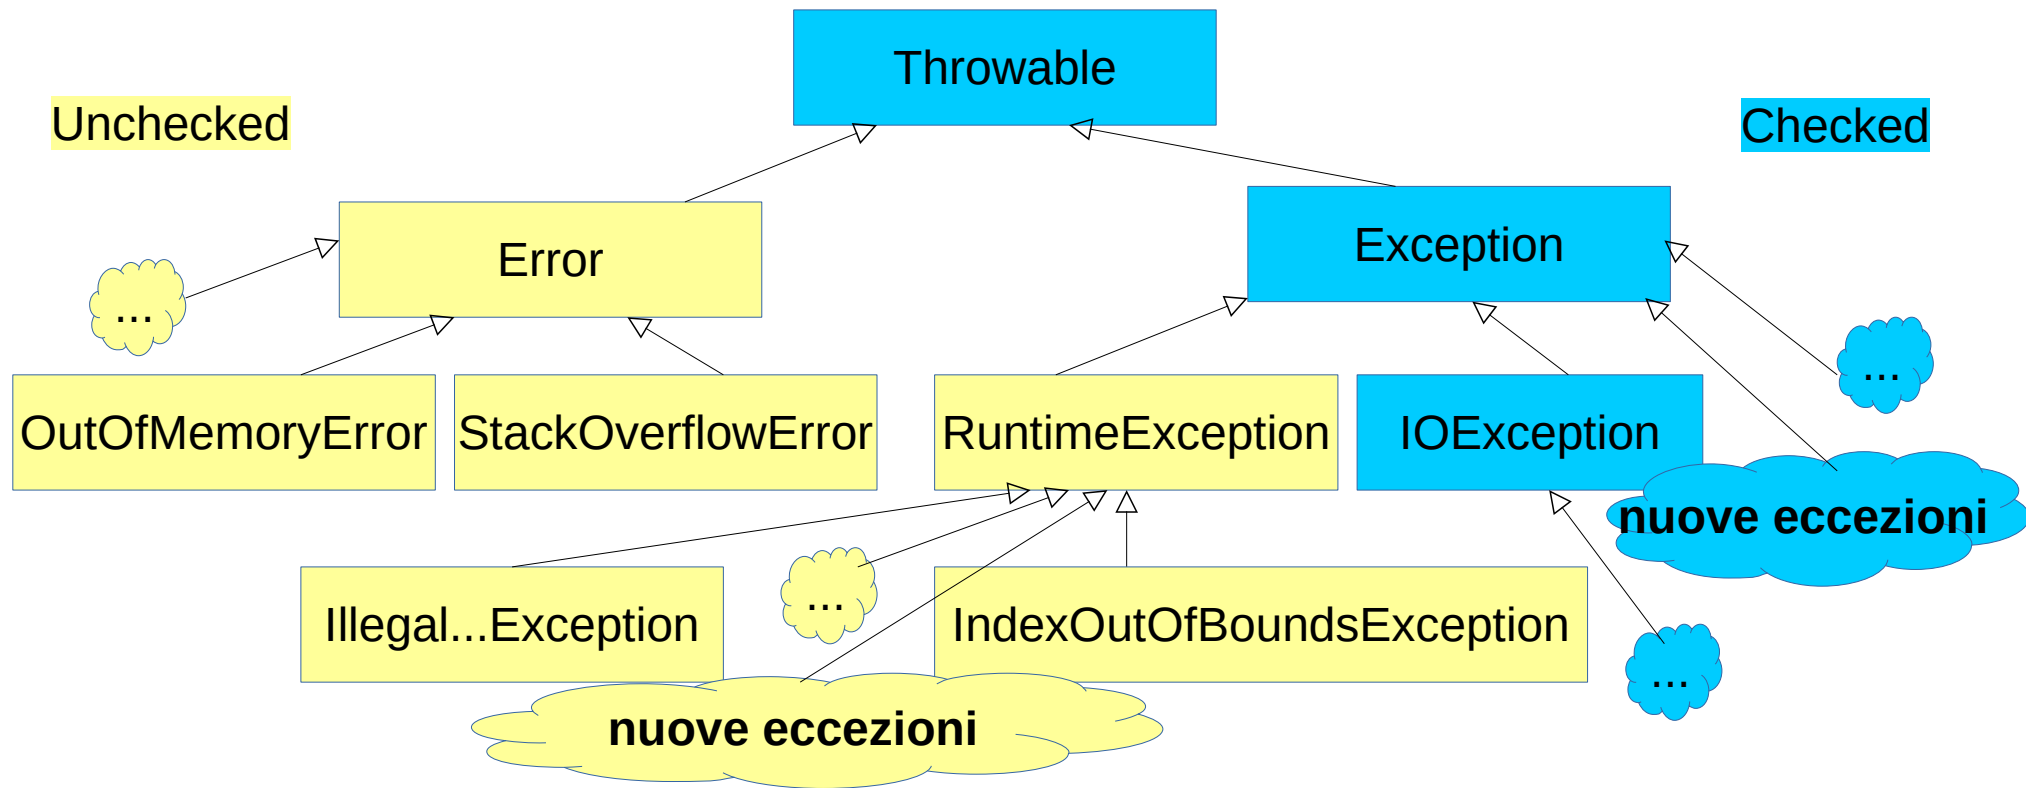 Throwable
Unchecked
Checked
Error
Exception
...
...
OutOfMemoryError
StackOverflowError
RuntimeException
IOException
nuove eccezioni
Illegal...Exception
...
IndexOutOfBoundsException
...
nuove eccezioni